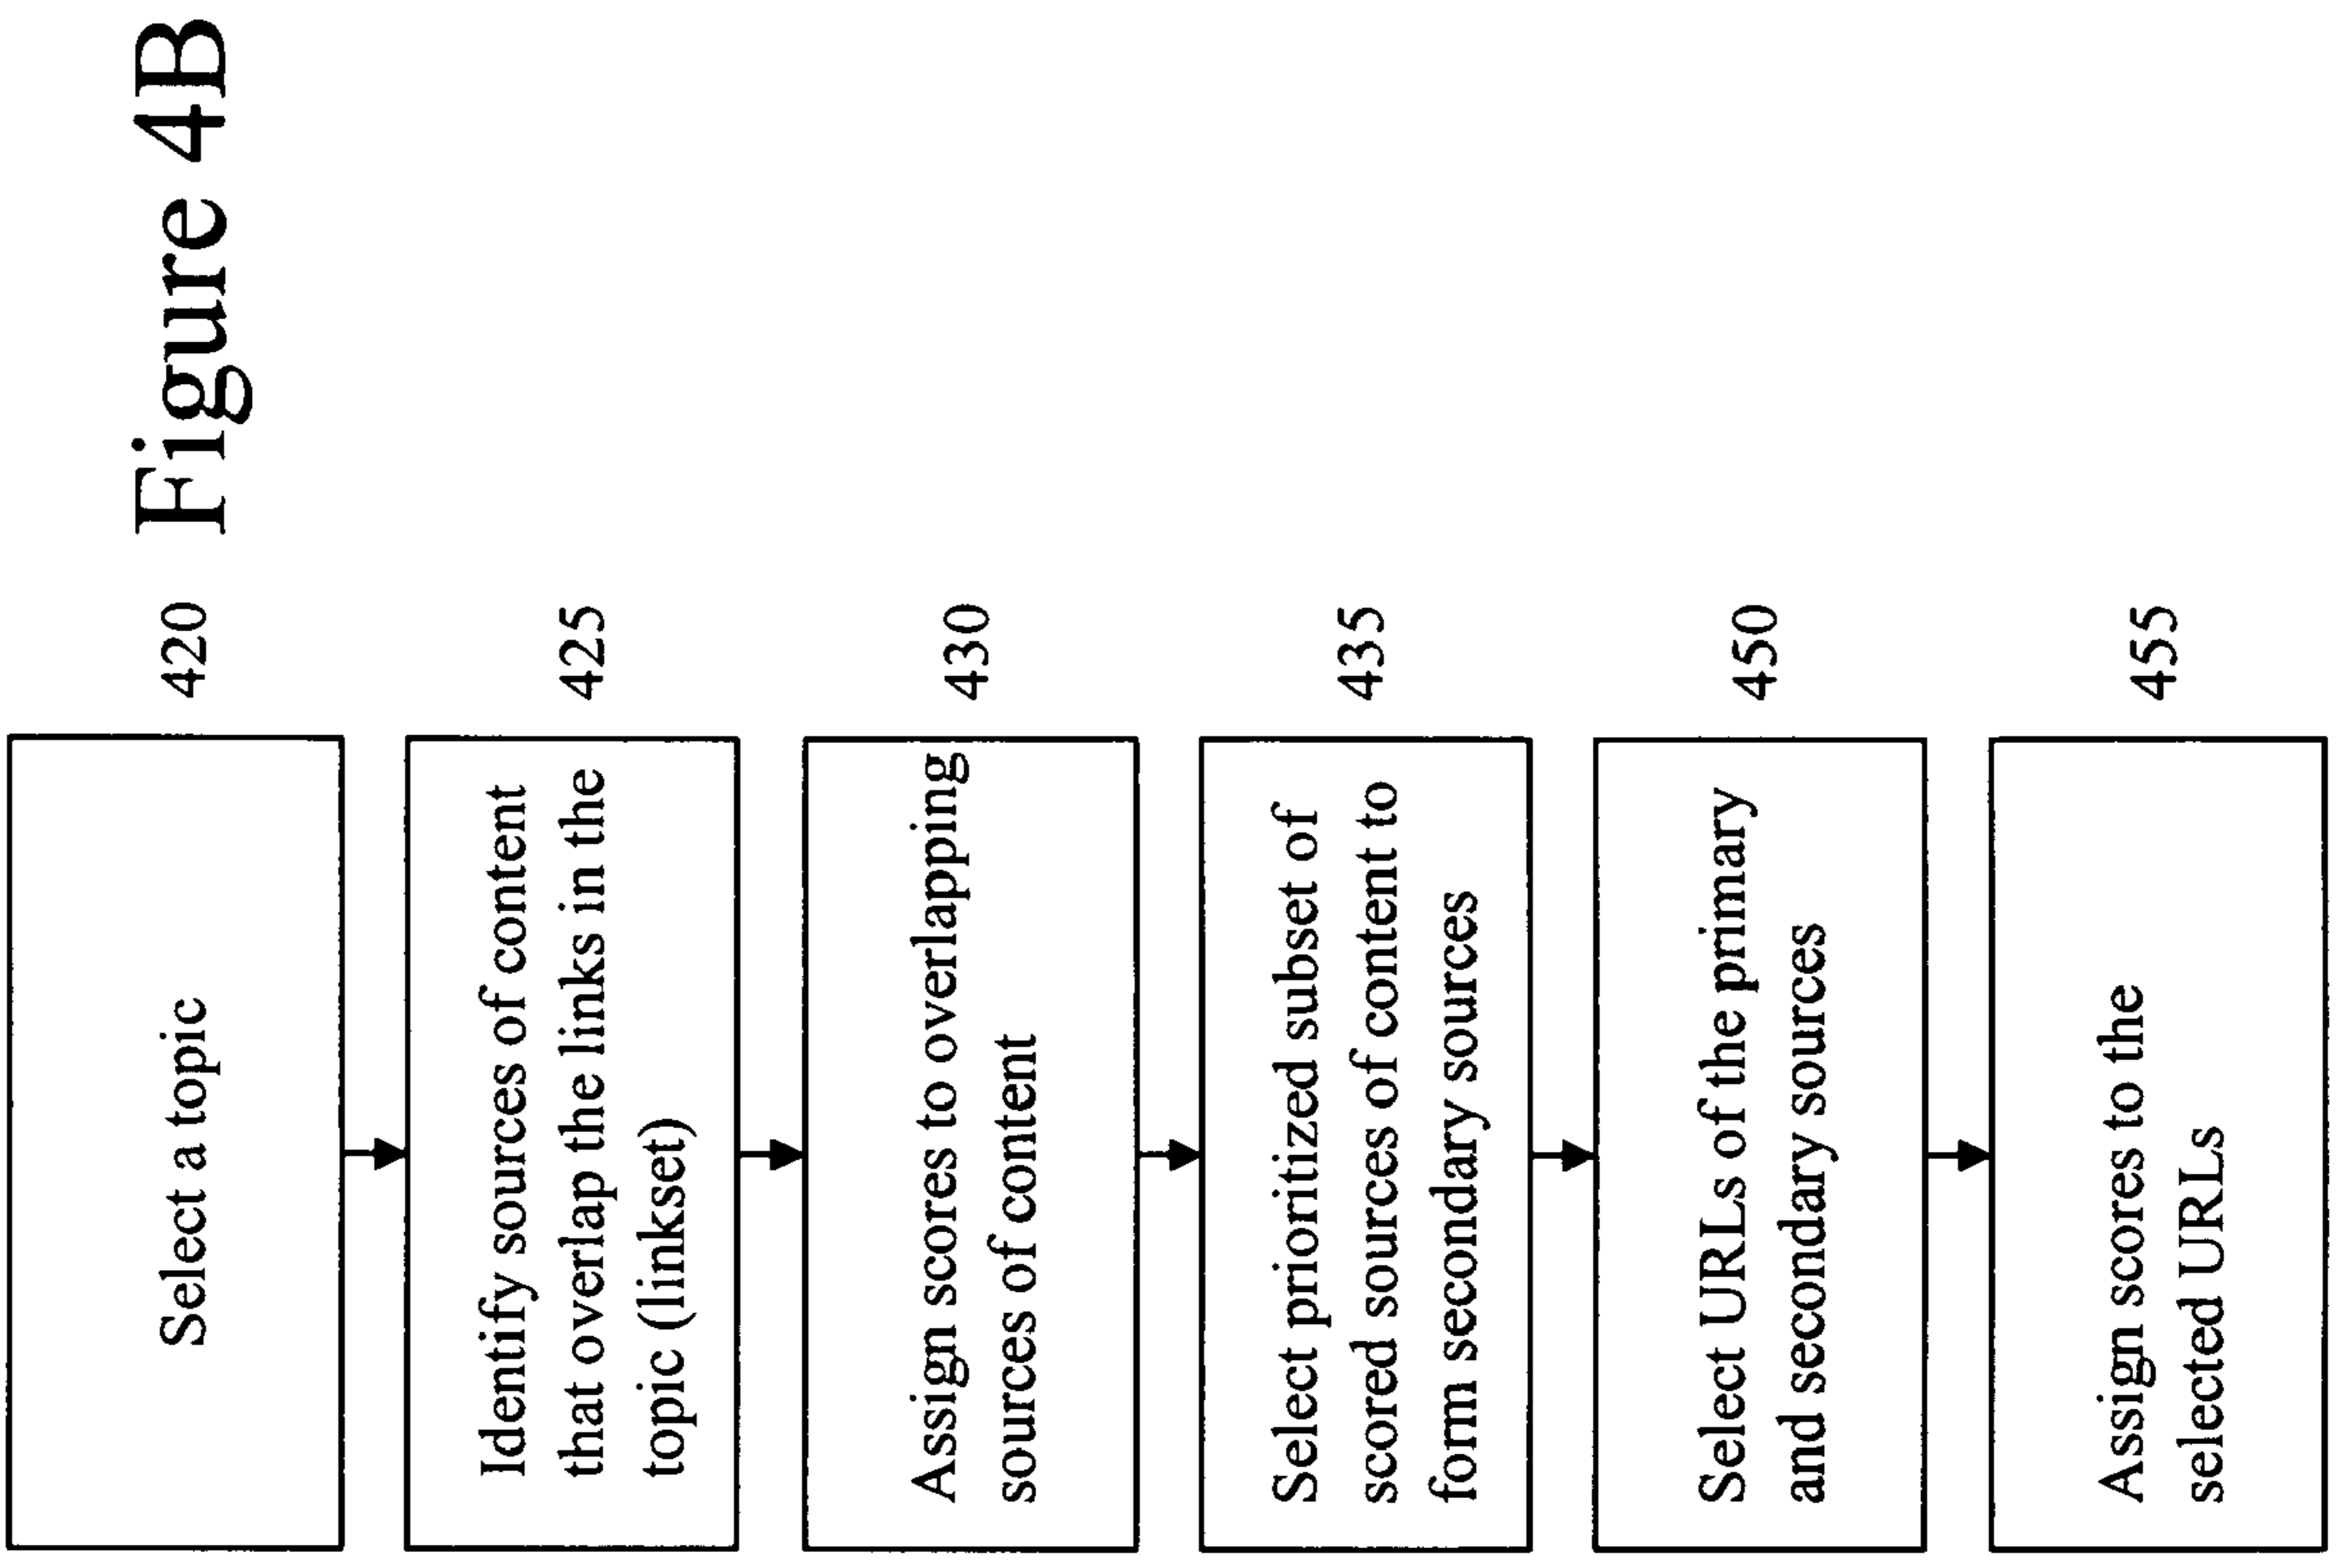 Figure 4B
Select a topic
420
Identify sources of content
that overlap the links in the
topic (linkset)
425
Assign scores to overlapping
sources of content
430
Select prioritized subset of
scored sources of content to
form secondary sources
435
Select URLs of the primary
and secondary sources
450
Assign scores to the
selected URLs
455